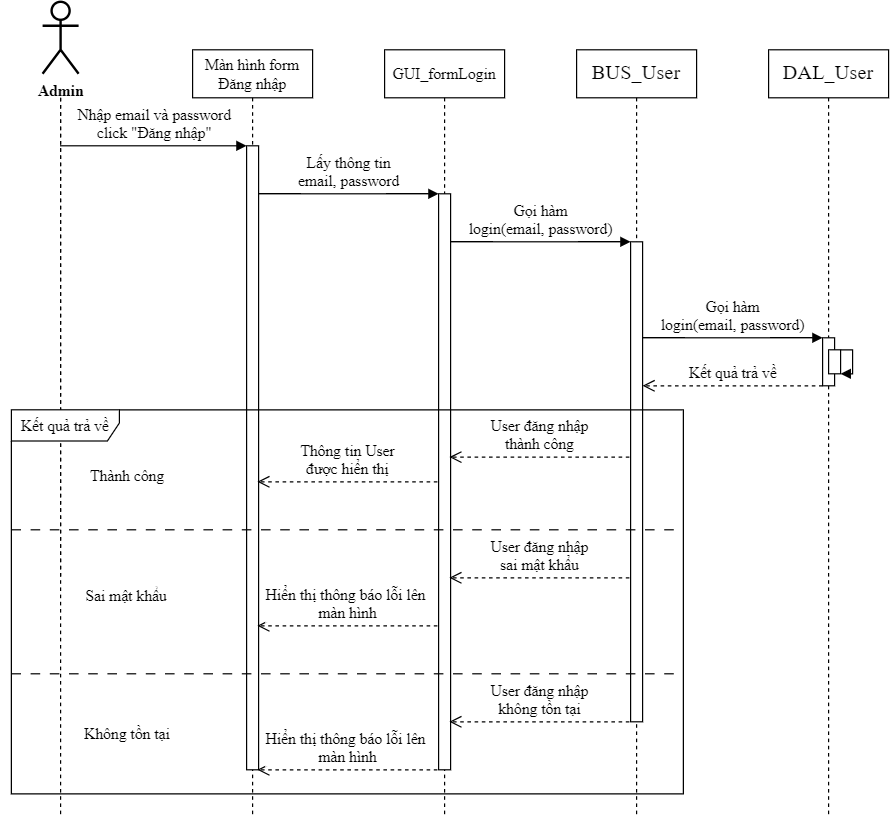 Admin
Màn hình form
Đăng nhập
GUI_formLogin
BUS_User
DAL_User
Nhập email và password
click "Đăng nhập"
Lấy thông tin
email, password
Gọi hàm
login(email, password)
Gọi hàm
login(email, password)
Kết quả trả về
Kết quả trả về
User đăng nhập
thành công
Thông tin User
được hiển thị
Thành công
User đăng nhập
sai mật khẩu
Sai mật khẩu
Hiển thị thông báo lỗi lên
màn hình
User đăng nhập
không tồn tại
Không tồn tại
Hiển thị thông báo lỗi lên
màn hình